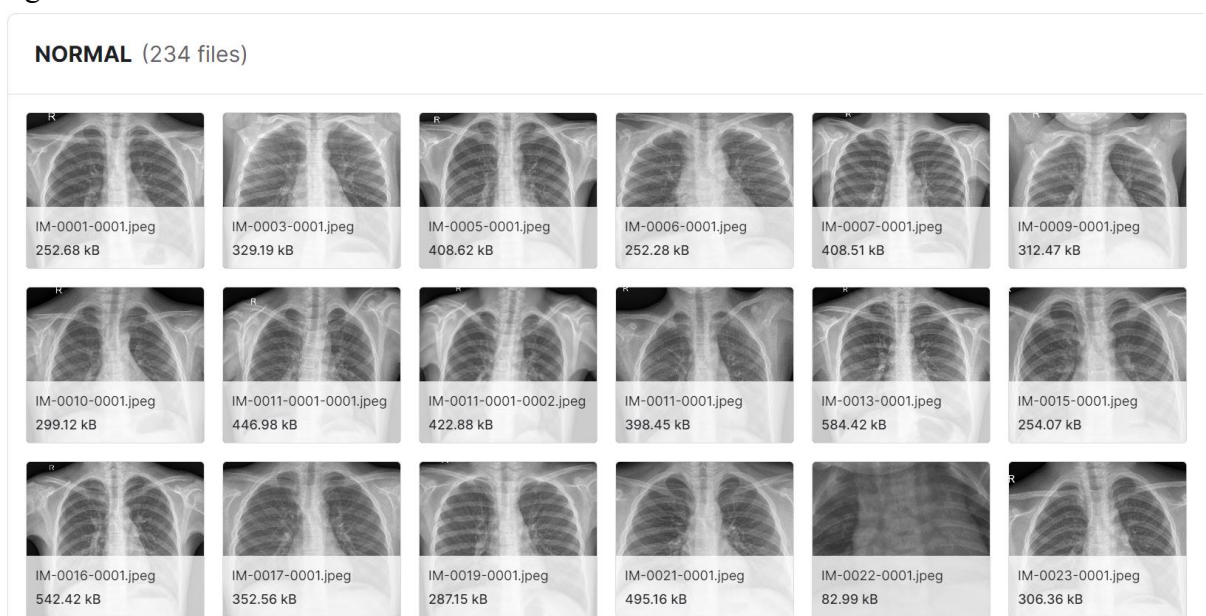 NORMAL (234 files)
R
R
R
R
IM-0001-0001.jpeg
252.68 kB
IM-0003-0001.jpeg
329.19 kB
IM-0005-0001.jpeg
408.62 kB
IM-0006-0001.jpeg
252.28 kB
IM-0007-0001.jpeg
408.51 kB
IM-0009-0001.jpeg
312.47 kB
R
R
R
R
R
IM-0010-0001.jpeg
299.12 kB
IM-0011-0001-0001.jpeg
446.98 kB
IM-0011-0001-0002.jpeg
422.88 kB
IM-0011-0001.jpeg
398.45 kB
IM-0013-0001.jpeg
584.42 kB
IM-0015-0001.jpeg
254.07 kB
R
R
IM-0016-0001.jpeg
542.42 kB
IM-0017-0001.jpeg
352.56 kB
IM-0019-0001.jpeg
287.15 kB
IM-0021-0001.jpeg
495.16 kB
IM-0022-0001.jpeg
82.99 kB
IM-0023-0001.jpeg
306.36 kB